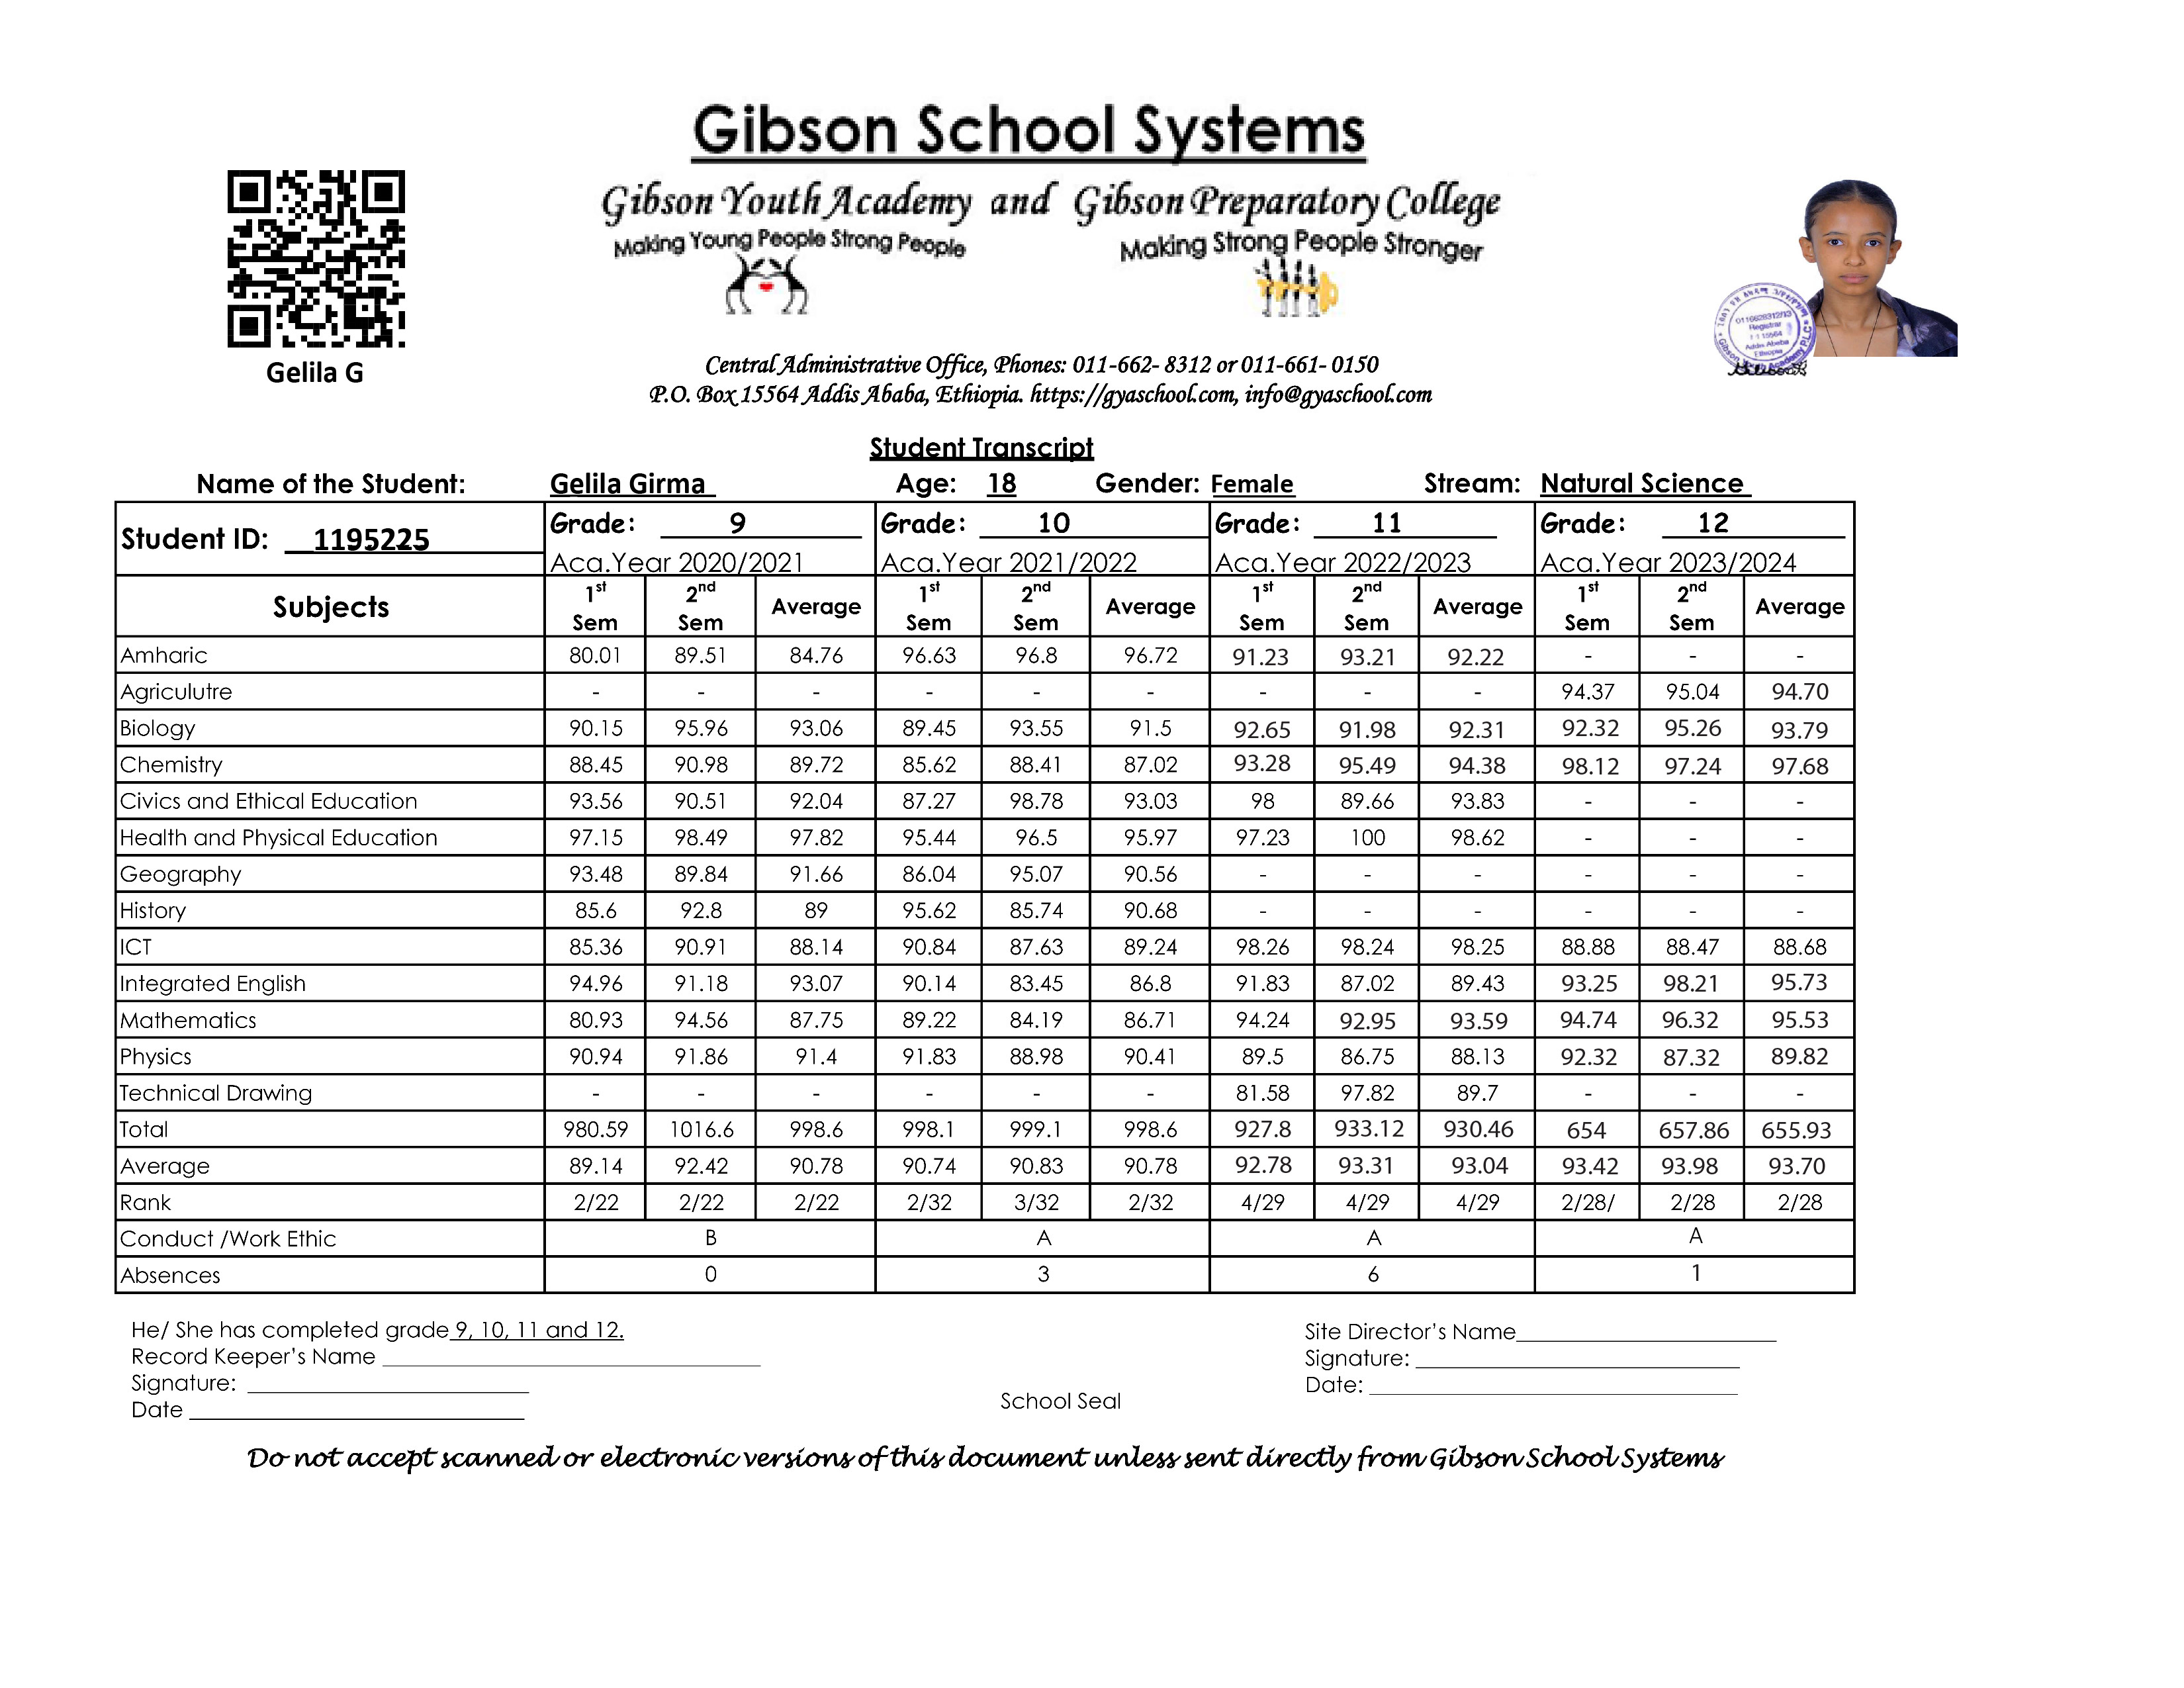 Gibson School Systems
Gibson Youth Academy and Gibson Preparatory College
Making Young People Strong People Making Strong People Stronger
Gelila G
0116628312/13
Registrar
15564
Addis Ababa
Ethiopia
Central Administrative Office, Phones: 011-662- 8312 or 011-661- 0150
P.O. Box 15564 Addis Ababa, Ethiopia. https://gyaschool.com, info@gyaschool.com
Student Transcript
Name of the Student: Gelila Girma Age: 18 Gender: Female Stream: Natural Science
Student ID: 1195225 Grade: 9 Grade: 10 Grade: 11 Grade: 12
Aca.Year 2020/2021 Aca.Year 2021/2022 Aca.Year 2022/2023 Aca.Year 2023/2024
Subjects 1st Sem 2nd Sem Average 1st Sem 2nd Sem Average 1st Sem 2nd Sem Average 1st Sem 2nd Sem Average
Amharic 80.01 89.51 84.76 96.63 96.8 96.72 91.23 93.21 92.22 - - -
Agriculutre - - - - - - - - - 94.37 95.04 94.70
Biology 90.15 95.96 93.06 89.45 93.55 91.5 92.65 91.98 92.31 92.32 95.26 93.79
Chemistry 88.45 90.98 89.72 85.62 88.41 87.02 93.28 95.49 94.38 98.12 97.24 97.68
Civics and Ethical Education 93.56 90.51 92.04 87.27 98.78 93.03 98 89.66 93.83 - - -
Health and Physical Education 97.15 98.49 97.82 95.44 96.5 95.97 97.23 100 98.62 - - -
Geography 93.48 89.84 91.66 86.04 95.07 90.56 - - - - - -
History 85.6 92.8 89 95.62 85.74 90.68 - - - - - -
ICT 85.36 90.91 88.14 90.84 87.63 89.24 98.26 98.24 98.25 88.88 88.47 88.68
Integrated English 94.96 91.18 93.07 90.14 83.45 86.8 91.83 87.02 89.43 93.25 98.21 95.73
Mathematics 80.93 94.56 87.75 89.22 84.19 86.71 94.24 92.95 93.59 94.74 96.32 95.53
Physics 90.94 91.86 91.4 91.83 88.98 90.41 89.5 86.75 88.13 92.32 87.32 89.82
Technical Drawing - - - - - - 81.58 97.82 89.7 - - -
Total 980.59 1016.6 998.6 998.1 999.1 998.6 927.8 933.12 930.46 654 657.86 655.93
Average 89.14 92.42 90.78 90.74 90.83 90.78 92.78 93.31 93.04 93.42 93.98 93.70
Rank 2/22 2/22 2/22 2/32 3/32 2/32 4/29 4/29 4/29 2/28/ 2/28 2/28
Conduct /Work Ethic B A A A
Absences 0 3 6 1
He/ She has completed grade 9, 10, 11 and 12.
Record Keeper's Name
Signature:
Date
School Seal
Site Director's Name
Signature:
Date:
Do not accept scanned or electronic versions of this document unless sent directly from Gibson School Systems